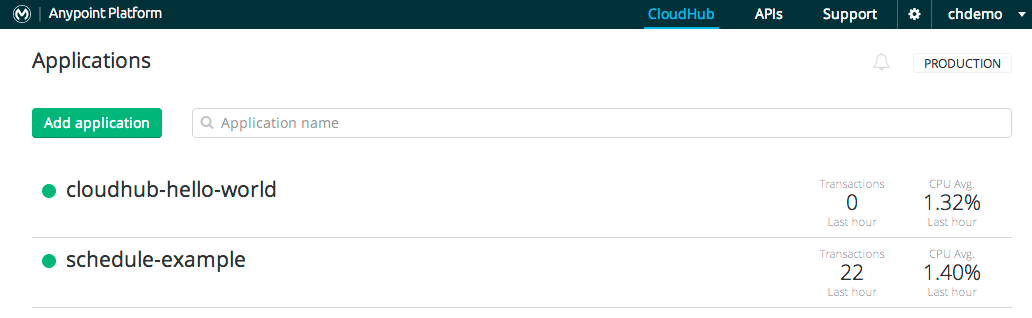 Anypoint Platform CloudHub APIs Support chdemo
Applications PRODUCTION
Add application Application name
cloudhub-hello-world
Transactions CPU Avg.
0 1.32%
Last hour Last hour
schedule-example
Transactions CPU Avg.
22 1.40%
Last hour Last hour